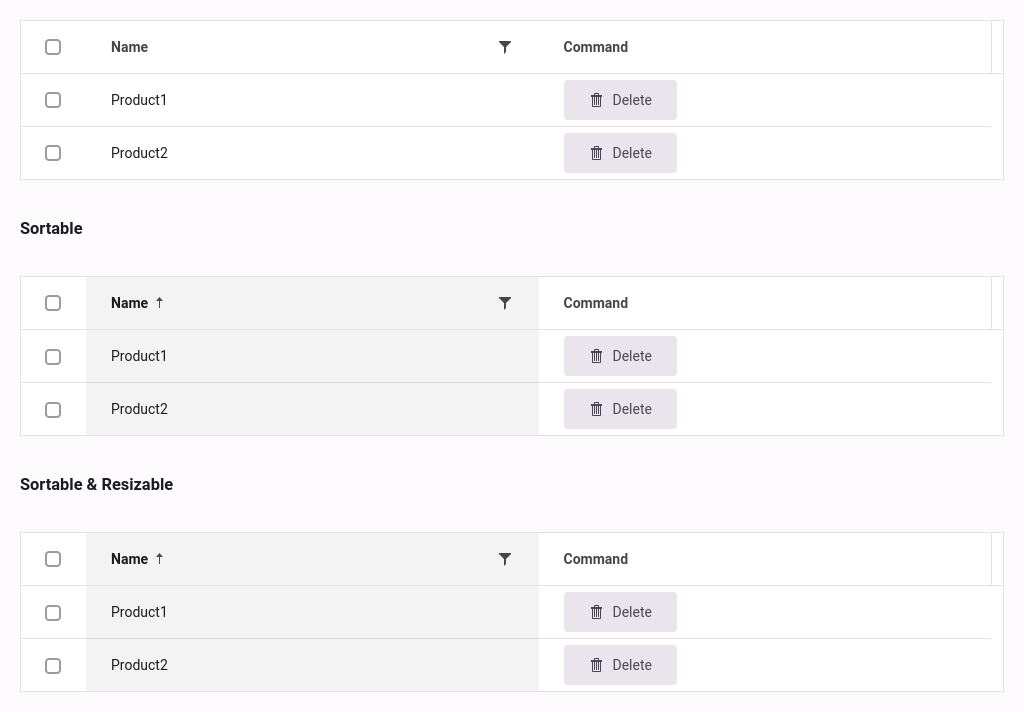 Name Command
Product1 Delete
Product2 Delete
Sortable
Name Command
Product1 Delete
Product2 Delete
Sortable & Resizable
Name Command
Product1 Delete
Product2 Delete